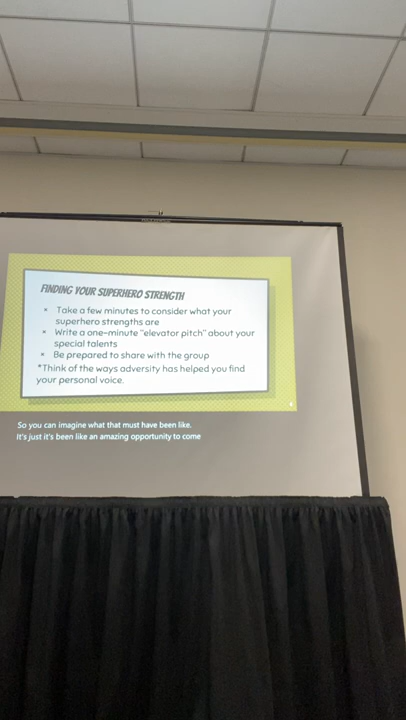 FINDING YOUR SUPERHERO STRENGTH
* Take a few minutes to consider what your
superhero strengths are
* Write a one-minute "elevator pitch" about your
special talents
* Be prepared to share with the group
*Think of the ways adversity has helped you find
your personal voice.
So you can imagine what that must have been like.
It's just it's been like an amazing opportunity to come